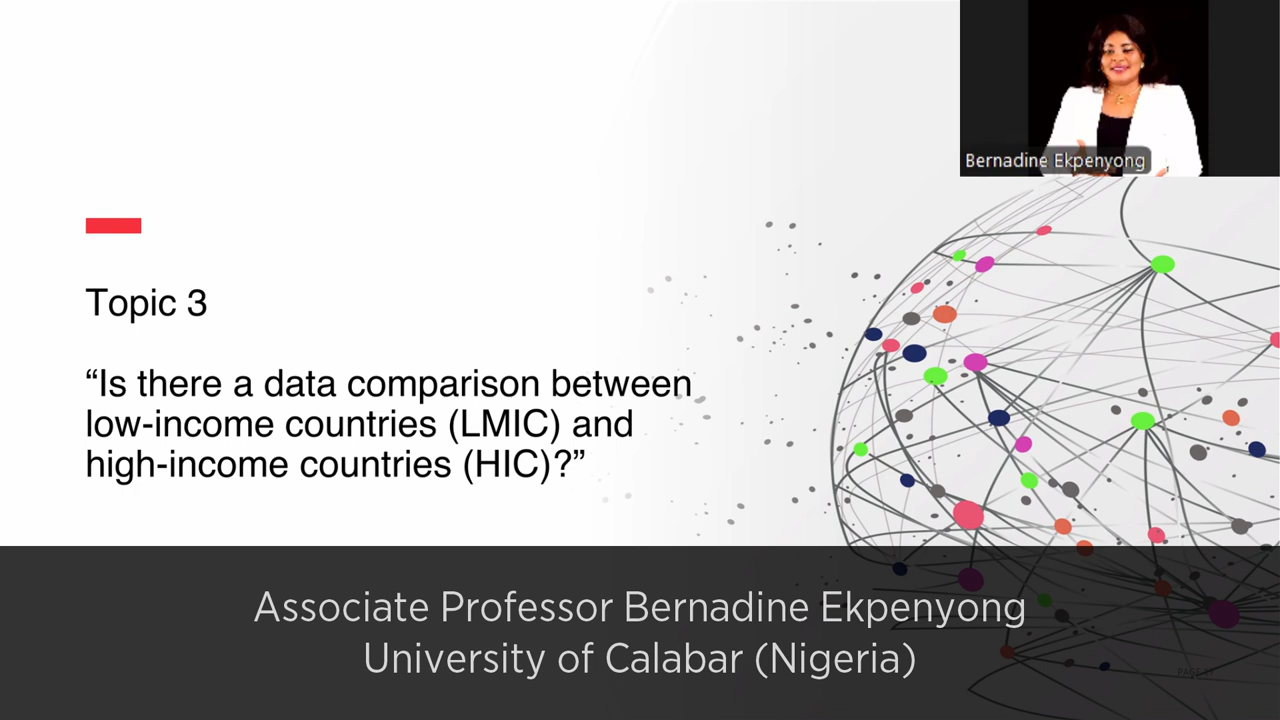 Bernadine Ekpenyong
Topic 3
“Is there a data comparison between
low-income countries (LMIC) and
high-income countries (HIC)?”
Associate Professor Bernadine Ekpenyong
University of Calabar (Nigeria)